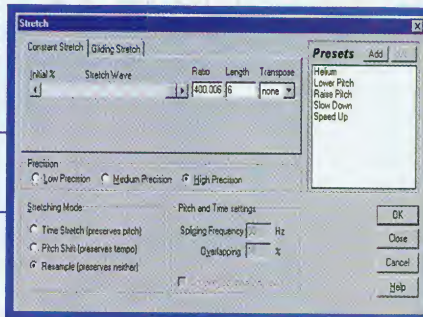 Stretch
Constant Stretch
Gliding Stretch
Initial %
Stretch Wave
Ratio
Length
Transpose
400.006
6
none
Presets
Add
Helium
Lower Pitch
Raise Pitch
Slow Down
Speed Up
Precision
Low Precision
Medium Precision
High Precision
Stretching Mode
Time Stretch (preserves pitch)
Pitch Shift (preserves tempo)
Resample (preserves neither)
Pitch and Time settings
Splicing Frequency
Hz
Overlapping
%
OK
Close
Cancel
Help